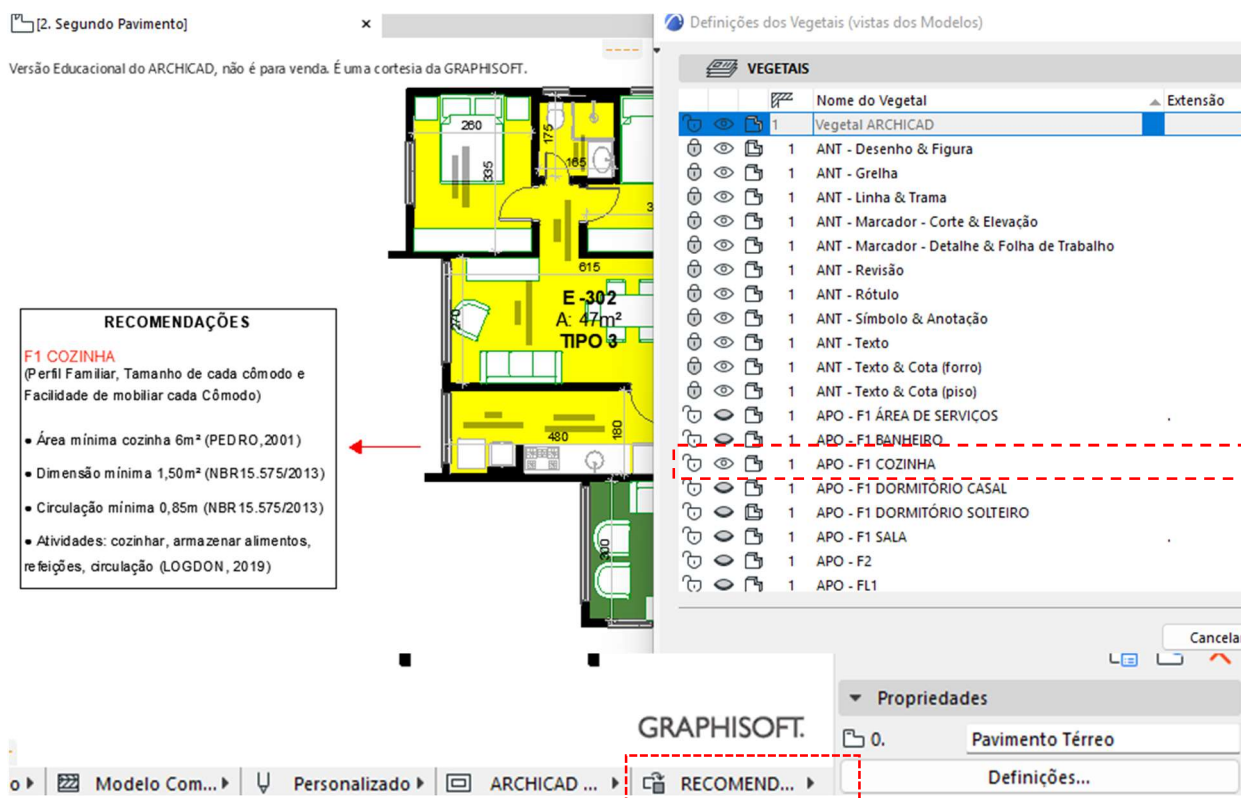 [2. Segundo Pavimento]
Versão Educacional do ARCHICAD, não é para venda. É uma cortesia da GRAPHISOFT.
260
335
175
165
3
615
270
E -302
A: 47m²
TIPO 3
480
180
300
RECOMENDAÇÕES
F1 COZINHA
(Perfil Familiar, Tamanho de cada cômodo e
Facilidade de mobiliar cada Cômodo)
• Área mínima cozinha 6m² (PEDRO,2001)
• Dimensão mínima 1,50m² (NBR15.575/2013)
• Circulação mínima 0,85m (NBR15.575/2013)
• Atividades: cozinhar, armazenar alimentos,
refeições, circulação (LOGDON, 2019)
Definições dos Vegetais (vistas dos Modelos)
VEGETAIS
Nome do Vegetal Extensão
1 Vegetal ARCHICAD
1 ANT - Desenho & Figura
1 ANT - Grelha
1 ANT - Linha & Trama
1 ANT - Marcador - Corte & Elevação
1 ANT - Marcador - Detalhe & Folha de Trabalho
1 ANT - Revisão
1 ANT - Rótulo
1 ANT - Símbolo & Anotação
1 ANT - Texto
1 ANT - Texto & Cota (forro)
1 ANT - Texto & Cota (piso)
1 APO - F1 ÁREA DE SERVIÇOS .
1 APO - F1 BANHEIRO
1 APO - F1 COZINHA
1 APO - F1 DORMITÓRIO CASAL
1 APO - F1 DORMITÓRIO SOLTEIRO
1 APO - F1 SALA .
1 APO - F2
1 APO - FL1
Cancelar
GRAPHISOFT.
Propriedades
0. Pavimento Térreo
Definições...
o Modelo Com... Personalizado ARCHICAD ... RECOMEND...